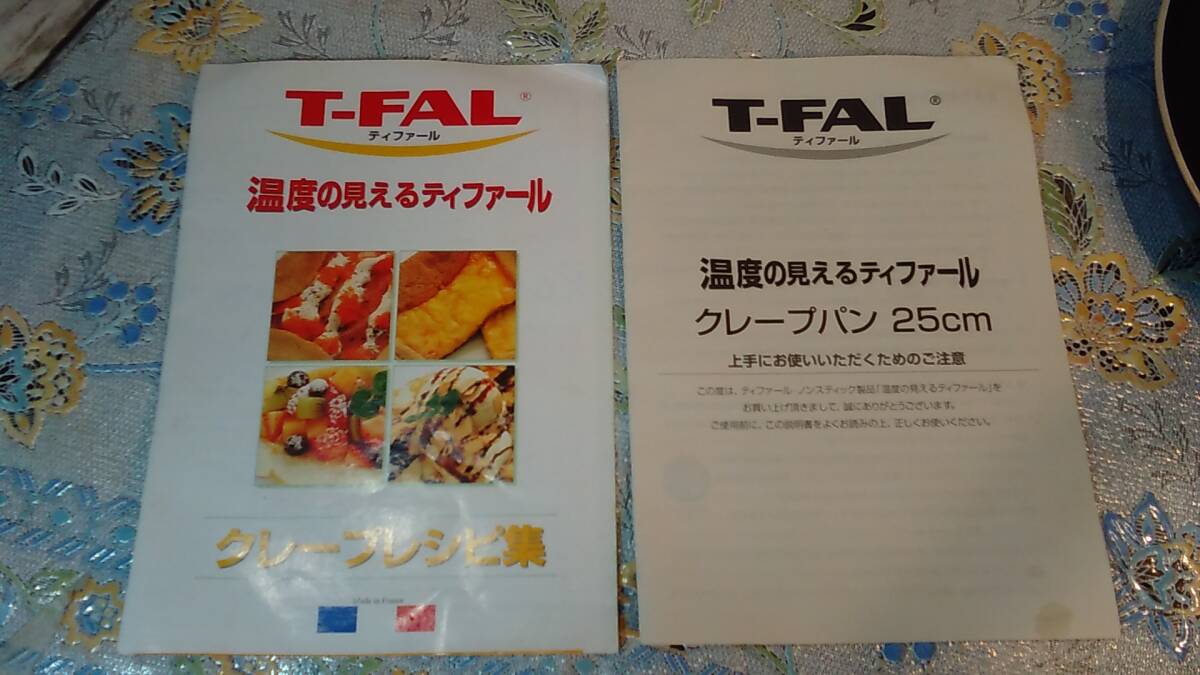 T-FAL®
ティファール
温度の見えるティファール
クレープレシピ集
Made in France
T-FAL®
ティファール
温度の見えるティファール
クレープパン 25cm
上手にお使いいただくためのご注意
この度は、ティファール ノンスティック製品「温度の見えるティファール」を
お買い上げ頂きまして、誠にありがとうございます。
ご使用前に、この説明書をよくお読みの上、正しくお使いください。